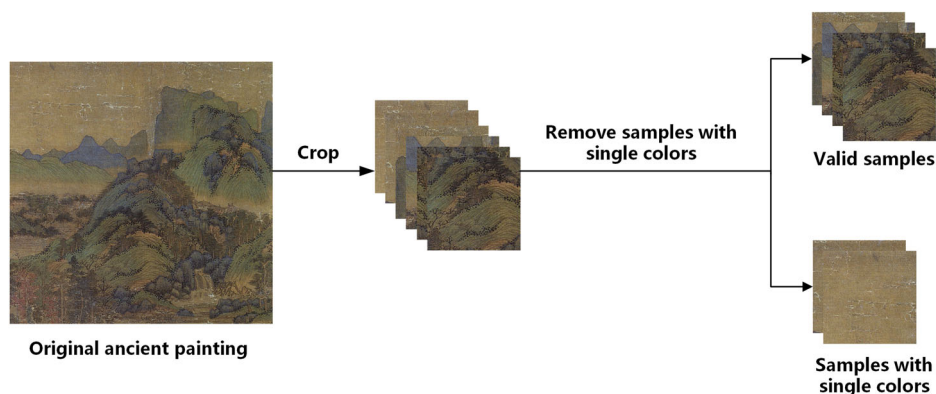 Original ancient painting
Crop
Remove samples with
single colors
Valid samples
Samples with
single colors